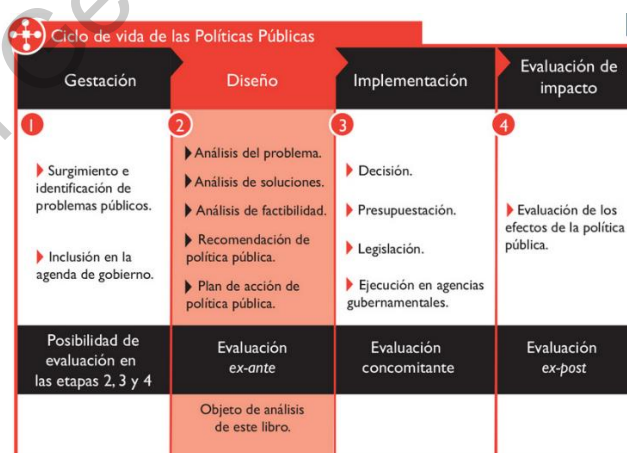 Ciclo de vida de las Políticas Públicas
Gestación
Diseño
Implementación
Evaluación de
impacto
1
Surgimiento e
identificación de
problemas públicos.
Inclusión en la
agenda de gobierno.
2
Análisis del problema.
Análisis de soluciones.
Análisis de factibilidad.
Recomendación de
política pública.
Plan de acción de
política pública.
3
Decisión.
Presupuestación.
Legislación.
Ejecución en agencias
gubernamentales.
4
Evaluación de los
efectos de la política
pública.
Posibilidad de
evaluación en
las etapas 2, 3 y 4
Evaluación
ex-ante
Evaluación
concomitante
Evaluación
ex-post
Objeto de análisis
de este libro.